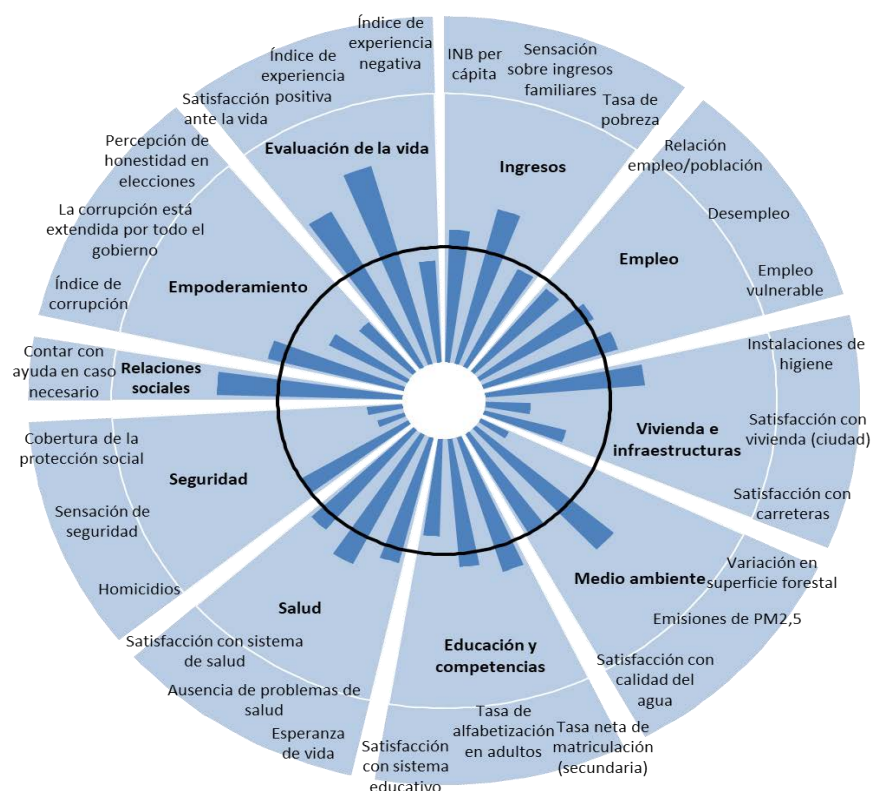 Índice de
experiencia
negativa
INB per
cápita
Sensación
sobre ingresos
familiares
Tasa de
pobreza
Ingresos
Relación
empleo/población
Desempleo
Empleo
vulnerable
Empleo
Instalaciones de
higiene
Satisfacción con
vivienda (ciudad)
Satisfacción con
carreteras
Vivienda e
infraestructuras
Variación en
superficie forestal
Emisiones de PM2,5
Satisfacción con
calidad del
agua
Medio ambiente
Tasa neta de
matriculación
(secundaria)
Tasa de
alfabetización
en adultos
Satisfacción
con sistema
educativo
Educación y
competencias
Esperanza
de vida
Ausencia de problemas de
salud
Satisfacción con sistema
de salud
Salud
Homicidios
Sensación de
seguridad
Cobertura de la
protección social
Seguridad
Contar con
ayuda en caso
necesario
Relaciones
sociales
Índice de
corrupción
La corrupción está
extendida por todo el
gobierno
Percepción de
honestidad en
elecciones
Empoderamiento
Satisfacción
ante la vida
Índice de
experiencia
positiva
Evaluación de la vida